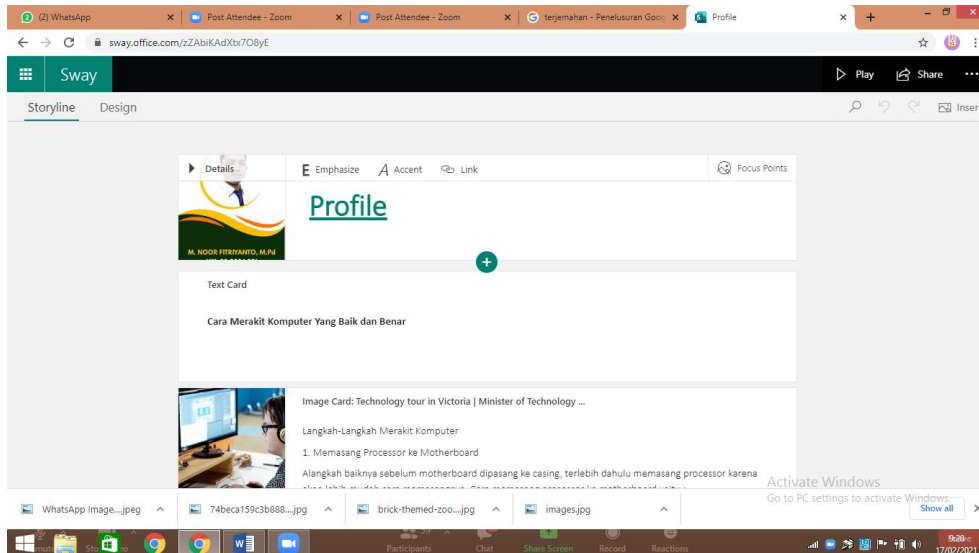 (2) WhatsApp
Post Attendee - Zoom
Post Attendee - Zoom
terjemahan - Penelusuran Goog
Profile
sway.office.com/zZAbiKAdXtx7O8yE
Sway
Play
Share
Storyline
Design
Inser
Details
E Emphasize
A Accent
Link
Focus Points
M. NOOR FITRIYANTO, M.Pd
Profile
Text Card
Cara Merakit Komputer Yang Baik dan Benar
Image Card: Technology tour in Victoria | Minister of Technology ...
Langkah-Langkah Merakit Komputer
1. Memasang Processor ke Motherboard
Alangkah baiknya sebelum motherboard dipasang ke casing, terlebih dahulu memasang processor karena
Activate Windows
Go to PC settings to activate Windows.
WhatsApp Image....jpeg
74beca159c3b888....jpg
brick-themed-zoo....jpg
images.jpg
Show all
Participants
Chat
Share Screen
Record
Reactions
9:20
17/02/2021